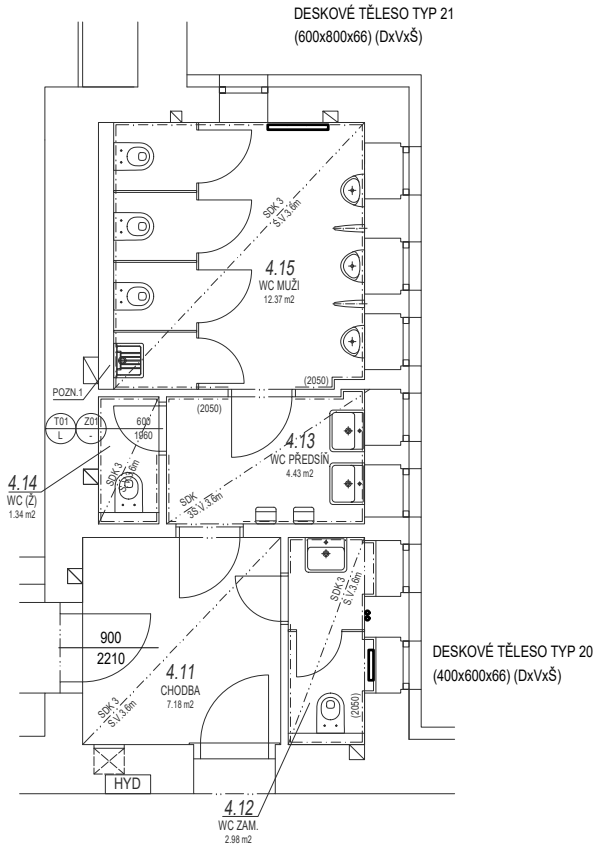 DESKOVÉ TĚLESO TYP 21
(600x800x66) (DxVxŠ)
SDK 3
S.V.3.6m
4.15
WC MUŽI
12.37 m2
(2050)
POZN.1
(2050)
T01
L
Z01
-
600
1960
4.13
WC PŘEDSÍŇ
4.43 m2
SDK
3S.V.3.6m
SDK 3
S.V.3.6m
4.14
WC (Ž)
1.34 m2
SDK 3
S.V.3.6m
900
2210
4.11
CHODBA
7.18 m2
SDK 3
S.V.3.6m
(2050)
DESKOVÉ TĚLESO TYP 20
(400x600x66) (DxVxŠ)
HYD
4.12
WC ZAM.
2.98 m2